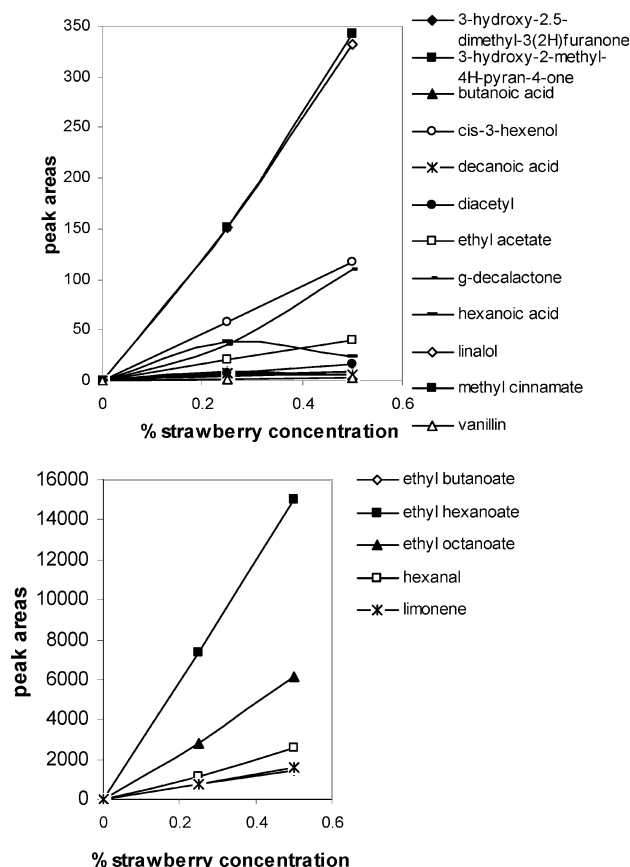 350
300
250
200
150
100
50
0
peak areas
0
0.2
0.4
0.6
% strawberry concentration
3-hydroxy-2.5-
dimethyl-3(2H)furanone
3-hydroxy-2-methyl-
4H-pyran-4-one
butanoic acid
cis-3-hexenol
decanoic acid
diacetyl
ethyl acetate
g-decalactone
hexanoic acid
linalol
methyl cinnamate
vanillin
16000
14000
12000
10000
8000
6000
4000
2000
0
peak areas
0
0.2
0.4
0.6
% strawberry concentration
ethyl butanoate
ethyl hexanoate
ethyl octanoate
hexanal
limonene